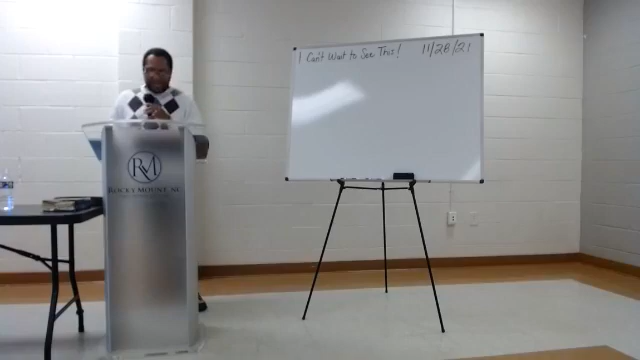 I Can't Wait to See This! 11/28/21
RM
ROCKY MOUNT, NC